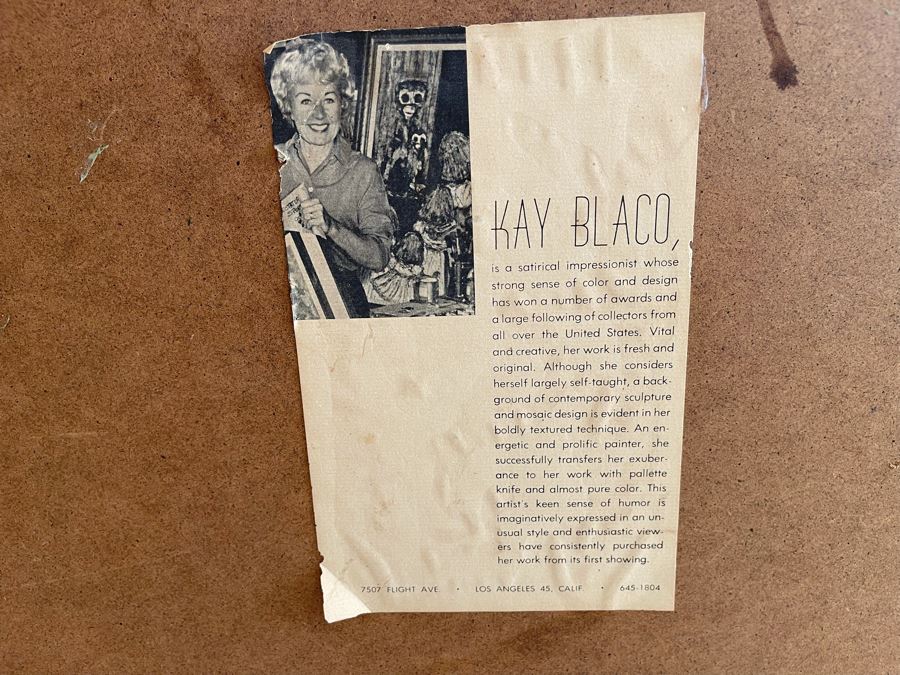 KAY BLACO,
is a satirical impressionist whose
strong sense of color and design
has won a number of awards and
a large following of collectors from
all over the United States. Vital
and creative, her work is fresh and
original. Although she considers
herself largely self-taught, a back-
ground of contemporary sculpture
and mosaic design is evident in her
boldly textured technique. An en-
ergetic and prolific painter, she
successfully transfers her exuber-
ance to her work with pallette
knife and almost pure color. This
artist's keen sense of humor is
imaginatively expressed in an un-
usual style and enthusiastic view-
ers have consistently purchased
her work from its first showing.
7507 FLIGHT AVE. • LOS ANGELES 45, CALIF. • 645-1804